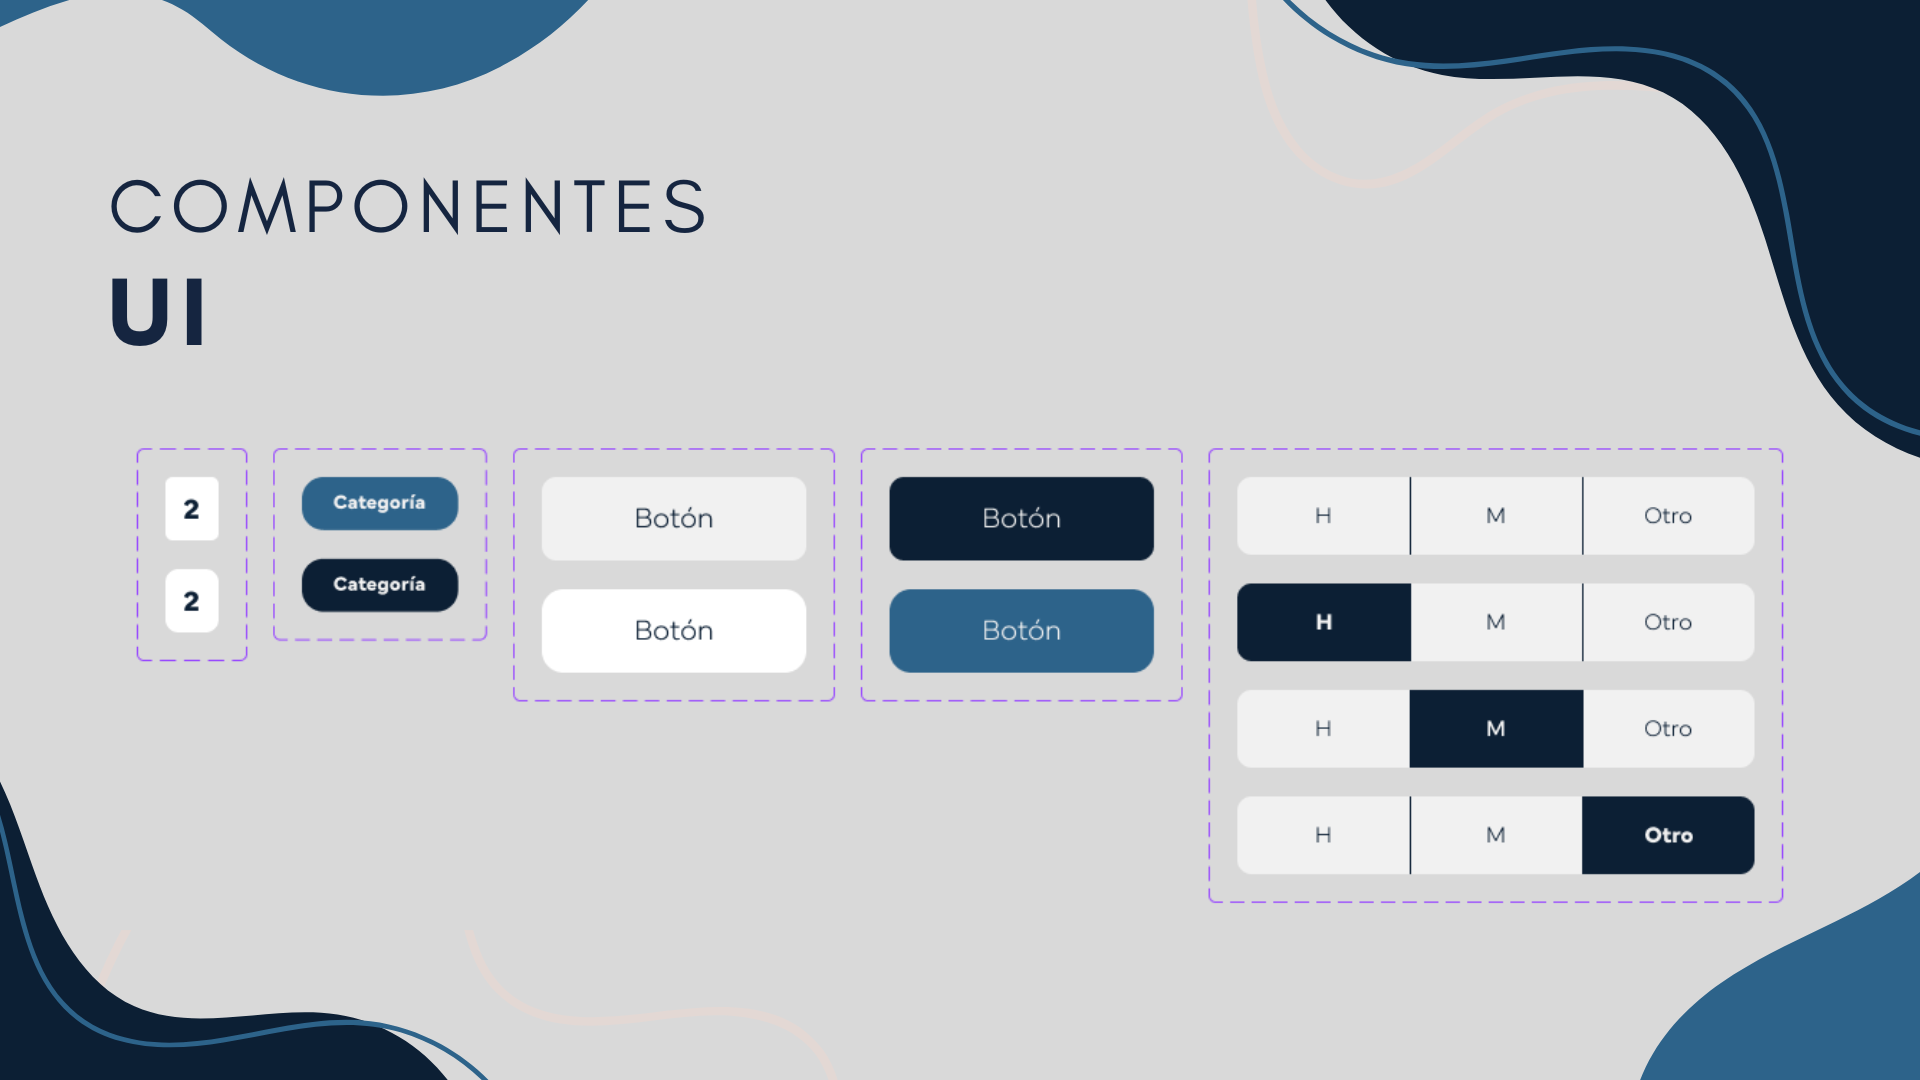 COMPONENTES
UI
2
2
Categoría
Categoría
Botón
Botón
Botón
Botón
H M Otro
H M Otro
H M Otro
H M Otro